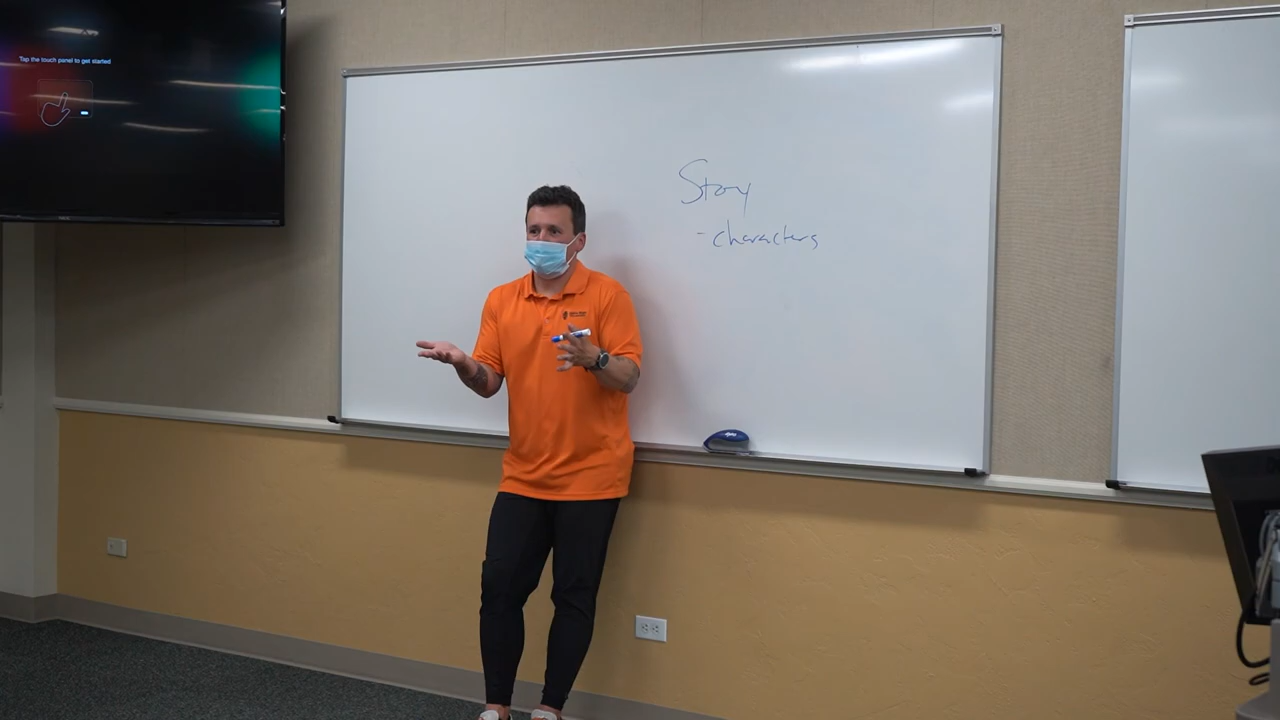 Tap the touch panel to get started
Story
-characters